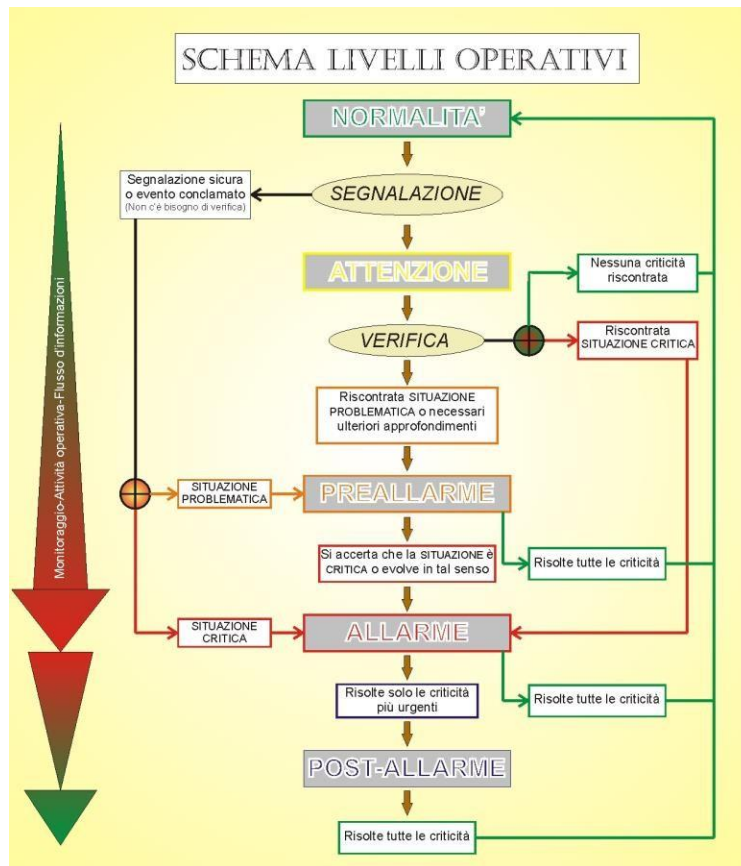 SCHEMA LIVELLI OPERATIVI
NORMALITA'
Segnalazione sicura
o evento conclamato
(Non c'è bisogno di verifica)
SEGNALAZIONE
ATTENZIONE
Nessuna criticità
riscontrata
VERIFICA
Riscontrata
SITUAZIONE CRITICA
Monitoraggio-Attività operativa-Flusso d'informazioni
Riscontrata SITUAZIONE
PROBLEMATICA o necessari
ulteriori approfondimenti
SITUAZIONE
PROBLEMATICA
PREALLARME
Si accerta che la SITUAZIONE è
CRITICA o evolve in tal senso
Risolte tutte le criticità
SITUAZIONE
CRITICA
ALLARME
Risolte solo le criticità
più urgenti
Risolte tutte le criticità
POST-ALLARME
Risolte tutte le criticità